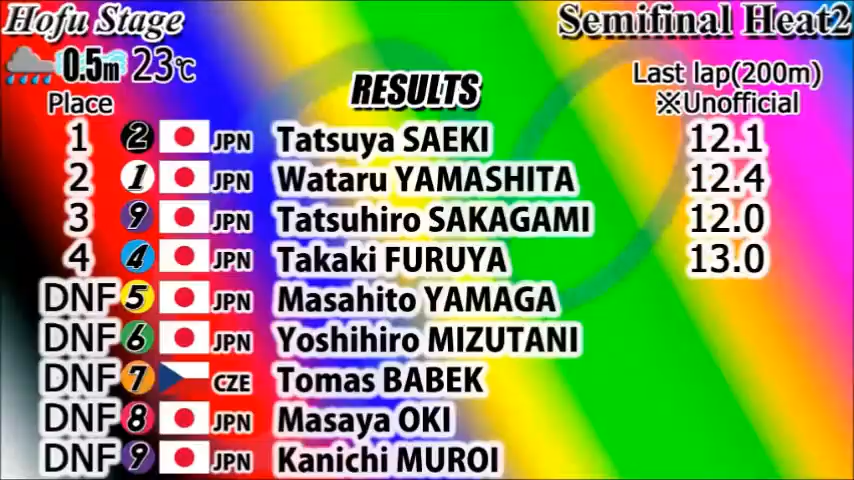 Hofu Stage
Semifinal Heat2
0.5m 23℃
RESULTS
Last lap(200m)
Place
※Unofficial
1 2 JPN Tatsuya SAEKI 12.1
2 1 JPN Wataru YAMASHITA 12.4
3 9 JPN Tatsuhiro SAKAGAMI 12.0
4 4 JPN Takaki FURUYA 13.0
DNF 5 JPN Masahito YAMAGA
DNF 6 JPN Yoshihiro MIZUTANI
DNF 7 CZE Tomas BABEK
DNF 8 JPN Masaya OKI
DNF 9 JPN Kanichi MUROI